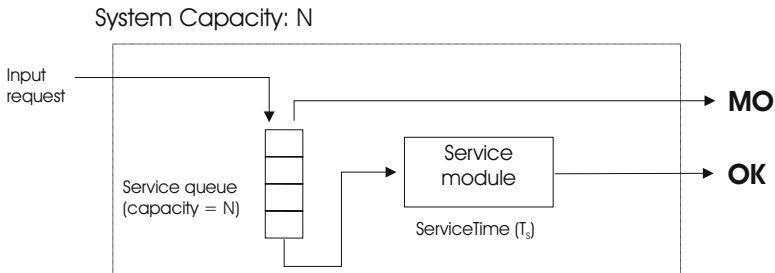 System Capacity: N
Input
request
MO
Service
module
OK
Service queue
(capacity = N)
ServiceTime (Ts)